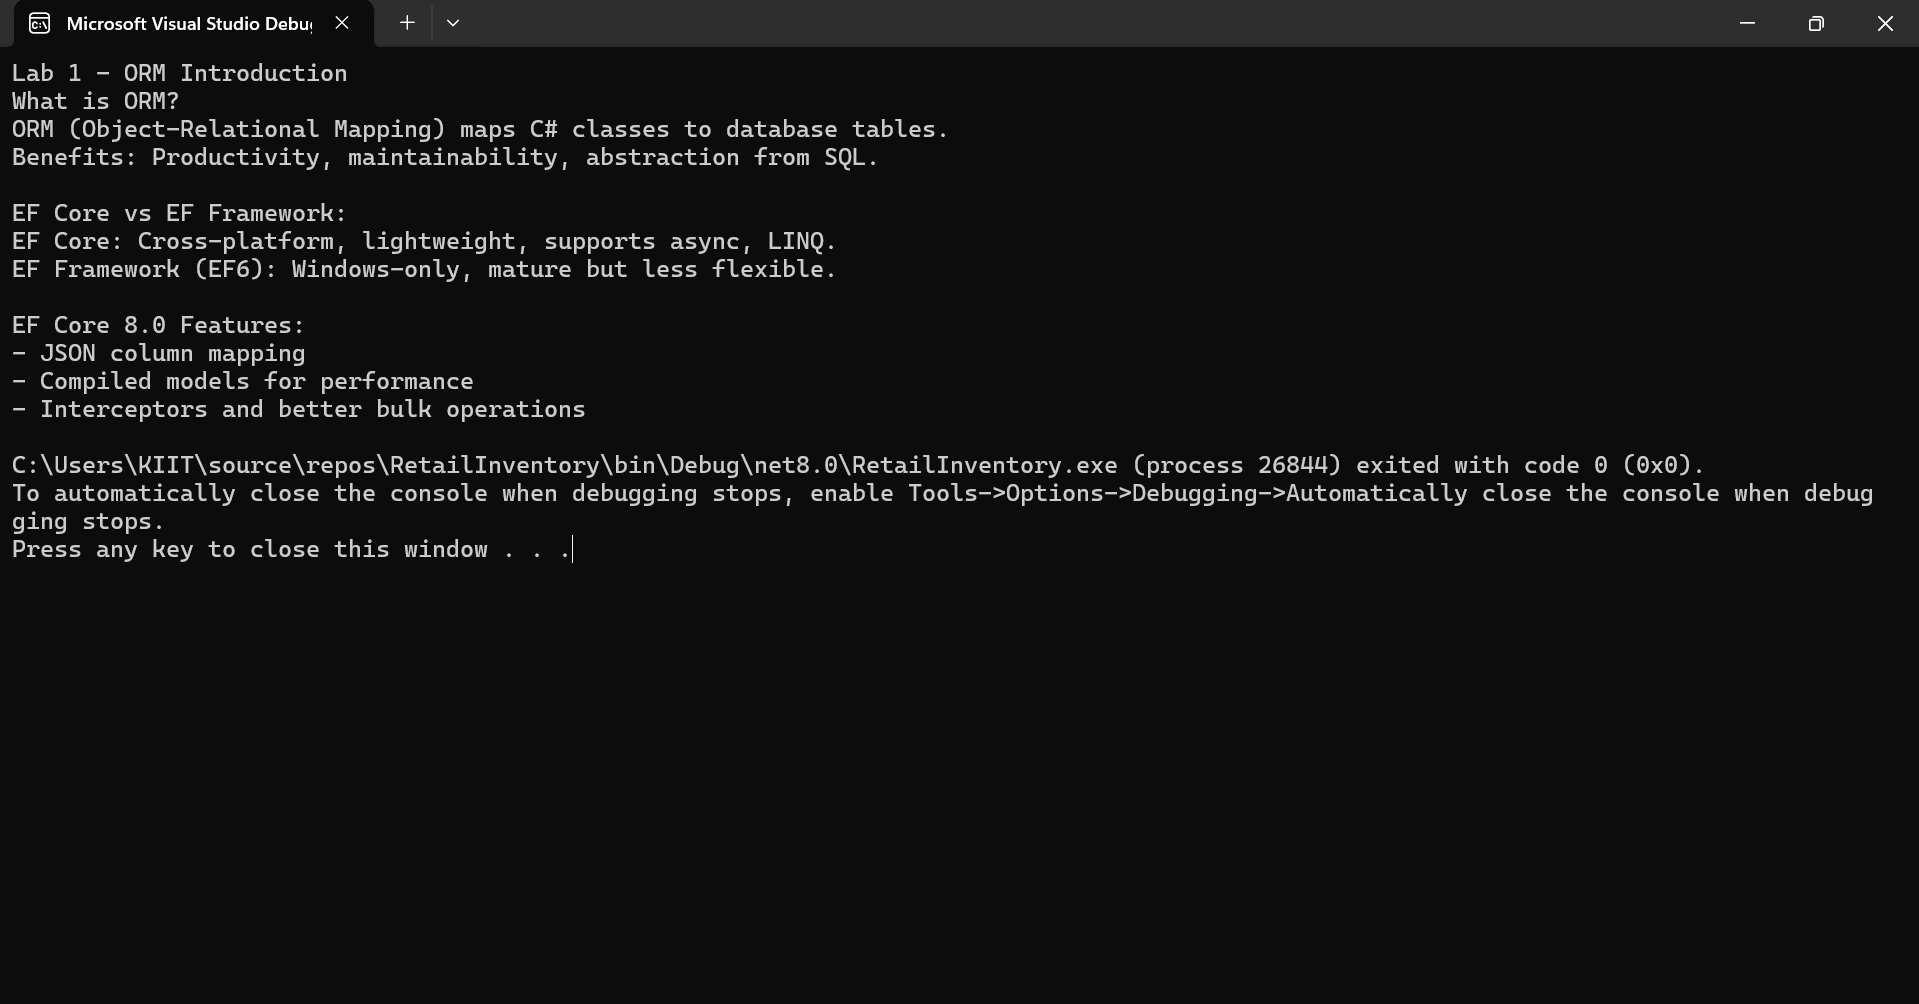 Microsoft Visual Studio Debu
Lab 1 - ORM Introduction
What is ORM?
ORM (Object-Relational Mapping) maps C# classes to database tables.
Benefits: Productivity, maintainability, abstraction from SQL.
EF Core vs EF Framework:
EF Core: Cross-platform, lightweight, supports async, LINQ.
EF Framework (EF6): Windows-only, mature but less flexible.
EF Core 8.0 Features:
- JSON column mapping
- Compiled models for performance
- Interceptors and better bulk operations
C:\Users\KIIT\source\repos\RetailInventory\bin\Debug\net8.0\RetailInventory.exe (process 26844) exited with code 0 (0x0).
To automatically close the console when debugging stops, enable Tools->Options->Debugging->Automatically close the console when debug
ging stops.
Press any key to close this window . . .